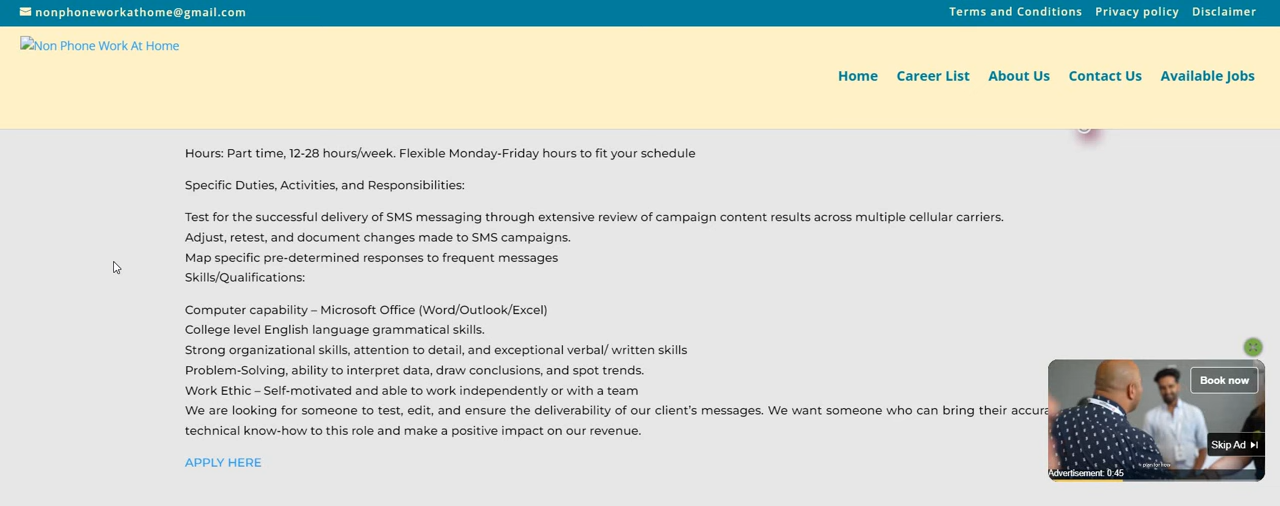 nonphoneworkathome@gmail.com
Terms and Conditions Privacy policy Disclaimer
Non Phone Work At Home
Home Career List About Us Contact Us Available Jobs
Hours: Part time, 12-28 hours/week. Flexible Monday-Friday hours to fit your schedule
Specific Duties, Activities, and Responsibilities:
Test for the successful delivery of SMS messaging through extensive review of campaign content results across multiple cellular carriers.
Adjust, retest, and document changes made to SMS campaigns.
Map specific pre-determined responses to frequent messages
Skills/Qualifications:
Computer capability – Microsoft Office (Word/Outlook/Excel)
College level English language grammatical skills.
Strong organizational skills, attention to detail, and exceptional verbal/ written skills
Problem-Solving, ability to interpret data, draw conclusions, and spot trends.
Work Ethic – Self-motivated and able to work independently or with a team
We are looking for someone to test, edit, and ensure the deliverability of our client's messages. We want someone who can bring their
technical know-how to this role and make a positive impact on our revenue.
APPLY HERE
Book now
Skip Ad
Advertisement: 0:45